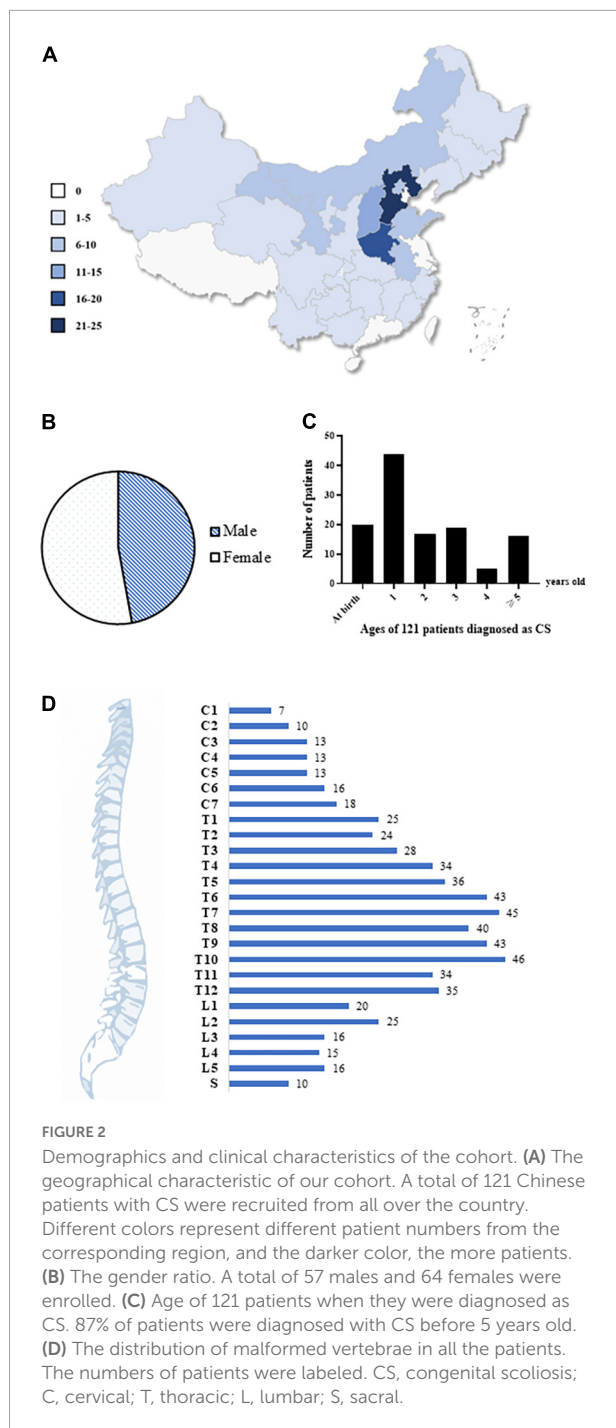 A
0
1-5
6-10
11-15
16-20
21-25
B
Male
Female
C
Number of patients
50
40
30
20
10
0
At birth
1
2
3
4
⩾5
years old
Ages of 121 patients diagnosed as CS
D
C1 7
C2 10
C3 13
C4 13
C5 13
C6 16
C7 18
T1 25
T2 24
T3 28
T4 34
T5 36
T6 43
T7 45
T8 40
T9 43
T10 46
T11 34
T12 35
L1 20
L2 25
L3 16
L4 15
L5 16
S 10
FIGURE 2
Demographics and clinical characteristics of the cohort. (A) The
geographical characteristic of our cohort. A total of 121 Chinese
patients with CS were recruited from all over the country.
Different colors represent different patient numbers from the
corresponding region, and the darker color, the more patients.
(B) The gender ratio. A total of 57 males and 64 females were
enrolled. (C) Age of 121 patients when they were diagnosed as
CS. 87% of patients were diagnosed with CS before 5 years old.
(D) The distribution of malformed vertebrae in all the patients.
The numbers of patients were labeled. CS, congenital scoliosis;
C, cervical; T, thoracic; L, lumbar; S, sacral.